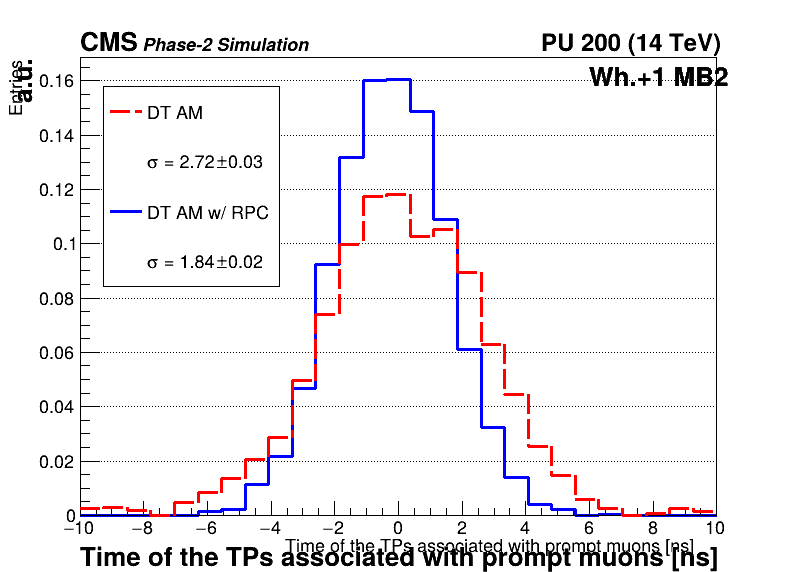 CMS Phase-2 Simulation
PU 200 (14 TeV)
Wh.+1 MB2
Entries
a.u.
DT AM
σ = 2.72±0.03
DT AM w/ RPC
σ = 1.84±0.02
0.16
0.14
0.12
0.1
0.08
0.06
0.04
0.02
0
−10 −8 −6 −4 −2 0 2 4 6 8 10
Time of the TPs associated with prompt muons [ns]
Time of the TPs associated with prompt muons [ns]